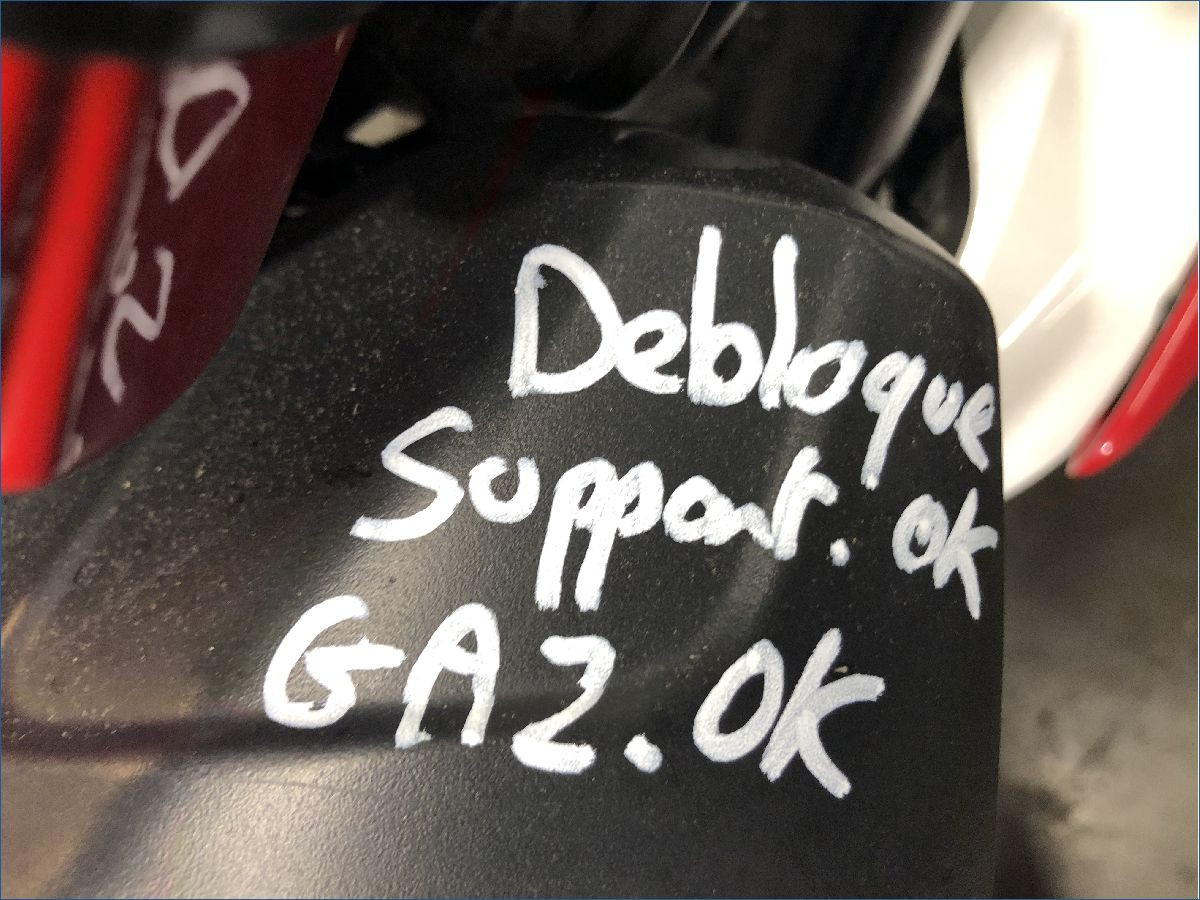 Debloque
Support. OK
GAZ. OK